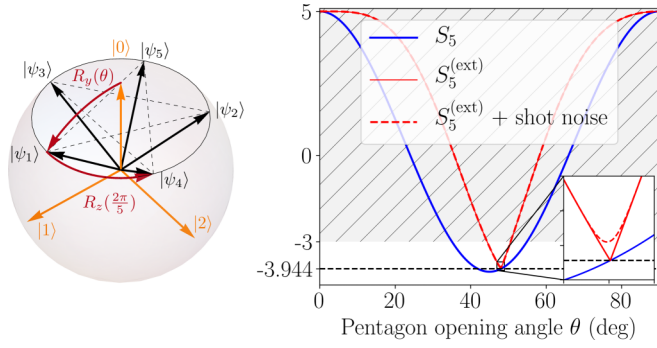 |0⟩
|ψ₅⟩
|ψ₃⟩
R_y(θ)
|ψ₂⟩
|ψ₁⟩
|ψ₄⟩
R_z(2π/5)
|1⟩
|2⟩
5
0
-3
-3.944
S₅
S₅^(ext)
S₅^(ext) + shot noise
0 20 40 60 80
Pentagon opening angle θ (deg)